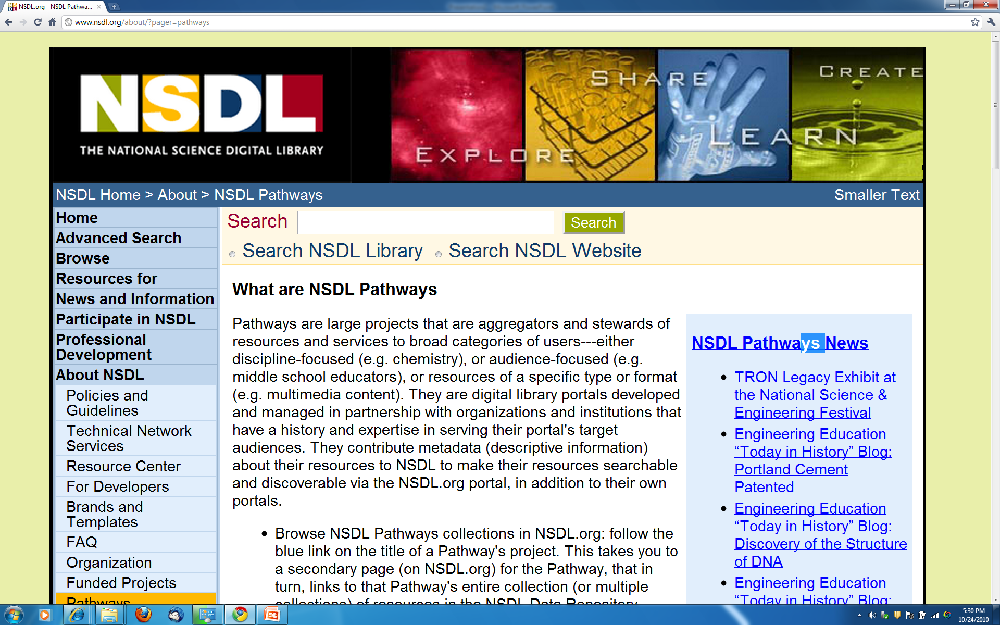 NSDL.org - NSDL Pathwa...
www.nsdl.org/about/?pager=pathways
NSDL
THE NATIONAL SCIENCE DIGITAL LIBRARY
EXPLORE
SHARE
LEARN
CREATE
NSDL Home > About > NSDL Pathways
Smaller Text
Home
Advanced Search
Browse
Resources for
News and Information
Participate in NSDL
Professional
Development
About NSDL
Policies and
Guidelines
Technical Network
Services
Resource Center
For Developers
Brands and
Templates
FAQ
Organization
Funded Projects
Pathways
Search
Search
Search NSDL Library
Search NSDL Website
What are NSDL Pathways
Pathways are large projects that are aggregators and stewards of
resources and services to broad categories of users---either
discipline-focused (e.g. chemistry), or audience-focused (e.g.
middle school educators), or resources of a specific type or format
(e.g. multimedia content). They are digital library portals developed
and managed in partnership with organizations and institutions that
have a history and expertise in serving their portal's target
audiences. They contribute metadata (descriptive information)
about their resources to NSDL to make their resources searchable
and discoverable via the NSDL.org portal, in addition to their own
portals.
• Browse NSDL Pathways collections in NSDL.org: follow the
blue link on the title of a Pathway's project. This takes you to
a secondary page (on NSDL.org) for the Pathway, that in
turn, links to that Pathway's entire collection (or multiple
collections) of resources in the NSDL Data Repository.
NSDL Pathways News
• TRON Legacy Exhibit at
the National Science &
Engineering Festival
• Engineering Education
“Today in History” Blog:
Portland Cement
Patented
• Engineering Education
“Today in History” Blog:
Discovery of the Structure
of DNA
• Engineering Education
“Today in History” Blog:
5:30 PM
10/24/2010